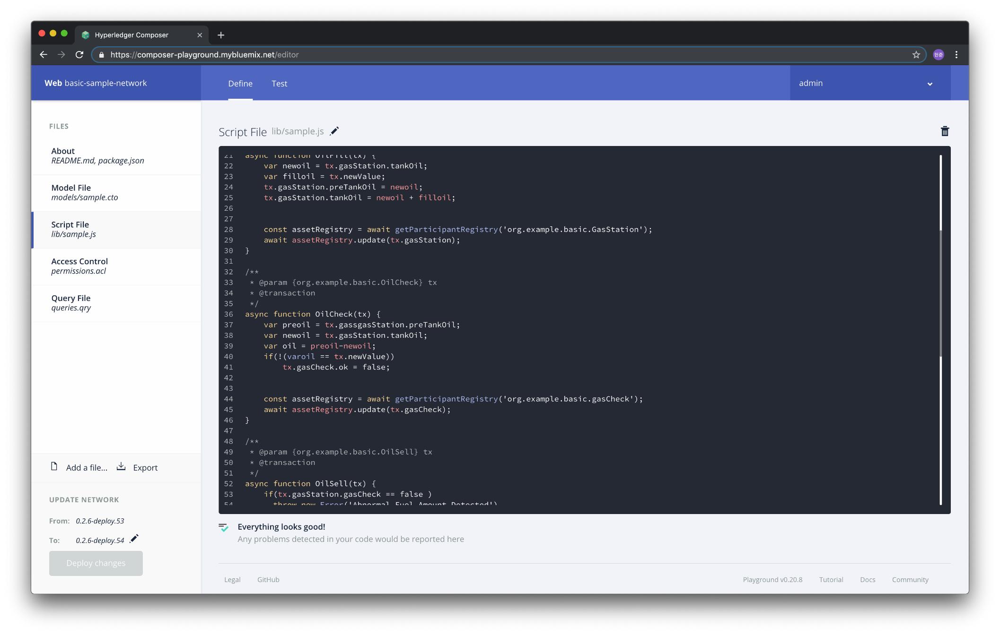 Hyperledger Composer
https://composer-playground.mybluemix.net/editor
현준
Web basic-sample-network
Define
Test
admin
FILES
About
README.md, package.json
Model File
models/sample.cto
Script File
lib/sample.js
Access Control
permissions.acl
Query File
queries.qry
Add a file...
Export
UPDATE NETWORK
From: 0.2.6-deploy.53
To: 0.2.6-deploy.54
Deploy changes
Script File lib/sample.js
21 async function OilFill(tx) {
22     var newoil = tx.gasStation.tankOil;
23     var filloil = tx.newValue;
24     tx.gasStation.preTankOil = newoil;
25     tx.gasStation.tankOil = newoil + filloil;
26
27
28     const assetRegistry = await getParticipantRegistry('org.example.basic.GasStation');
29     await assetRegistry.update(tx.gasStation);
30 }
31
32 /**
33  * @param {org.example.basic.OilCheck} tx
34  * @transaction
35  */
36 async function OilCheck(tx) {
37     var preoil = tx.gassgasStation.preTankOil;
38     var newoil = tx.gasStation.tankOil;
39     var oil = preoil-newoil;
40     if(!(varoil == tx.newValue))
41         tx.gasCheck.ok = false;
42
43
44     const assetRegistry = await getParticipantRegistry('org.example.basic.gasCheck');
45     await assetRegistry.update(tx.gasCheck);
46 }
47
48 /**
49  * @param {org.example.basic.OilSell} tx
50  * @transaction
51  */
52 async function OilSell(tx) {
53     if(tx.gasStation.gasCheck == false )
54       throw new Error('Abnormal Fuel Amount Detected')
Everything looks good!
Any problems detected in your code would be reported here
Legal
GitHub
Playground v0.20.8
Tutorial
Docs
Community